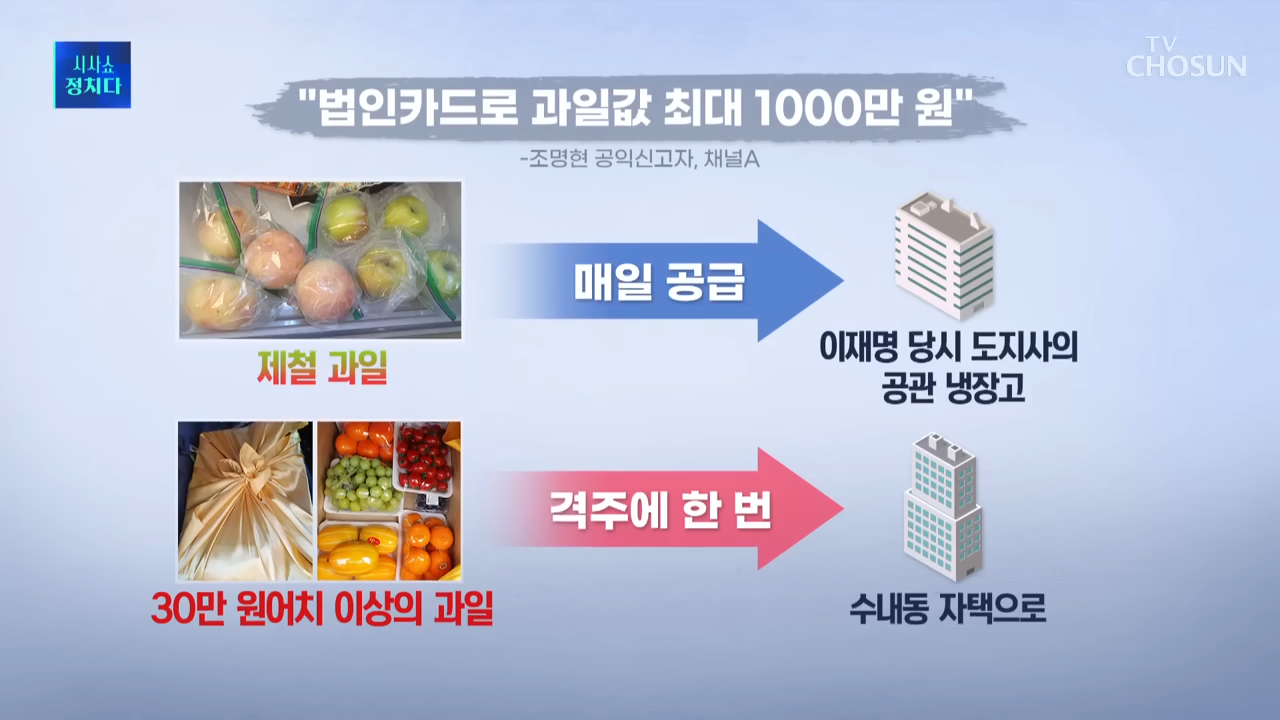 시사쇼
정치다
TV
CHOSUN
"법인카드로 과일값 최대 1000만 원"
-조명현 공익신고자, 채널A
매일 공급
제철 과일
이재명 당시 도지사의
공관 냉장고
격주에 한 번
30만 원어치 이상의 과일
수내동 자택으로